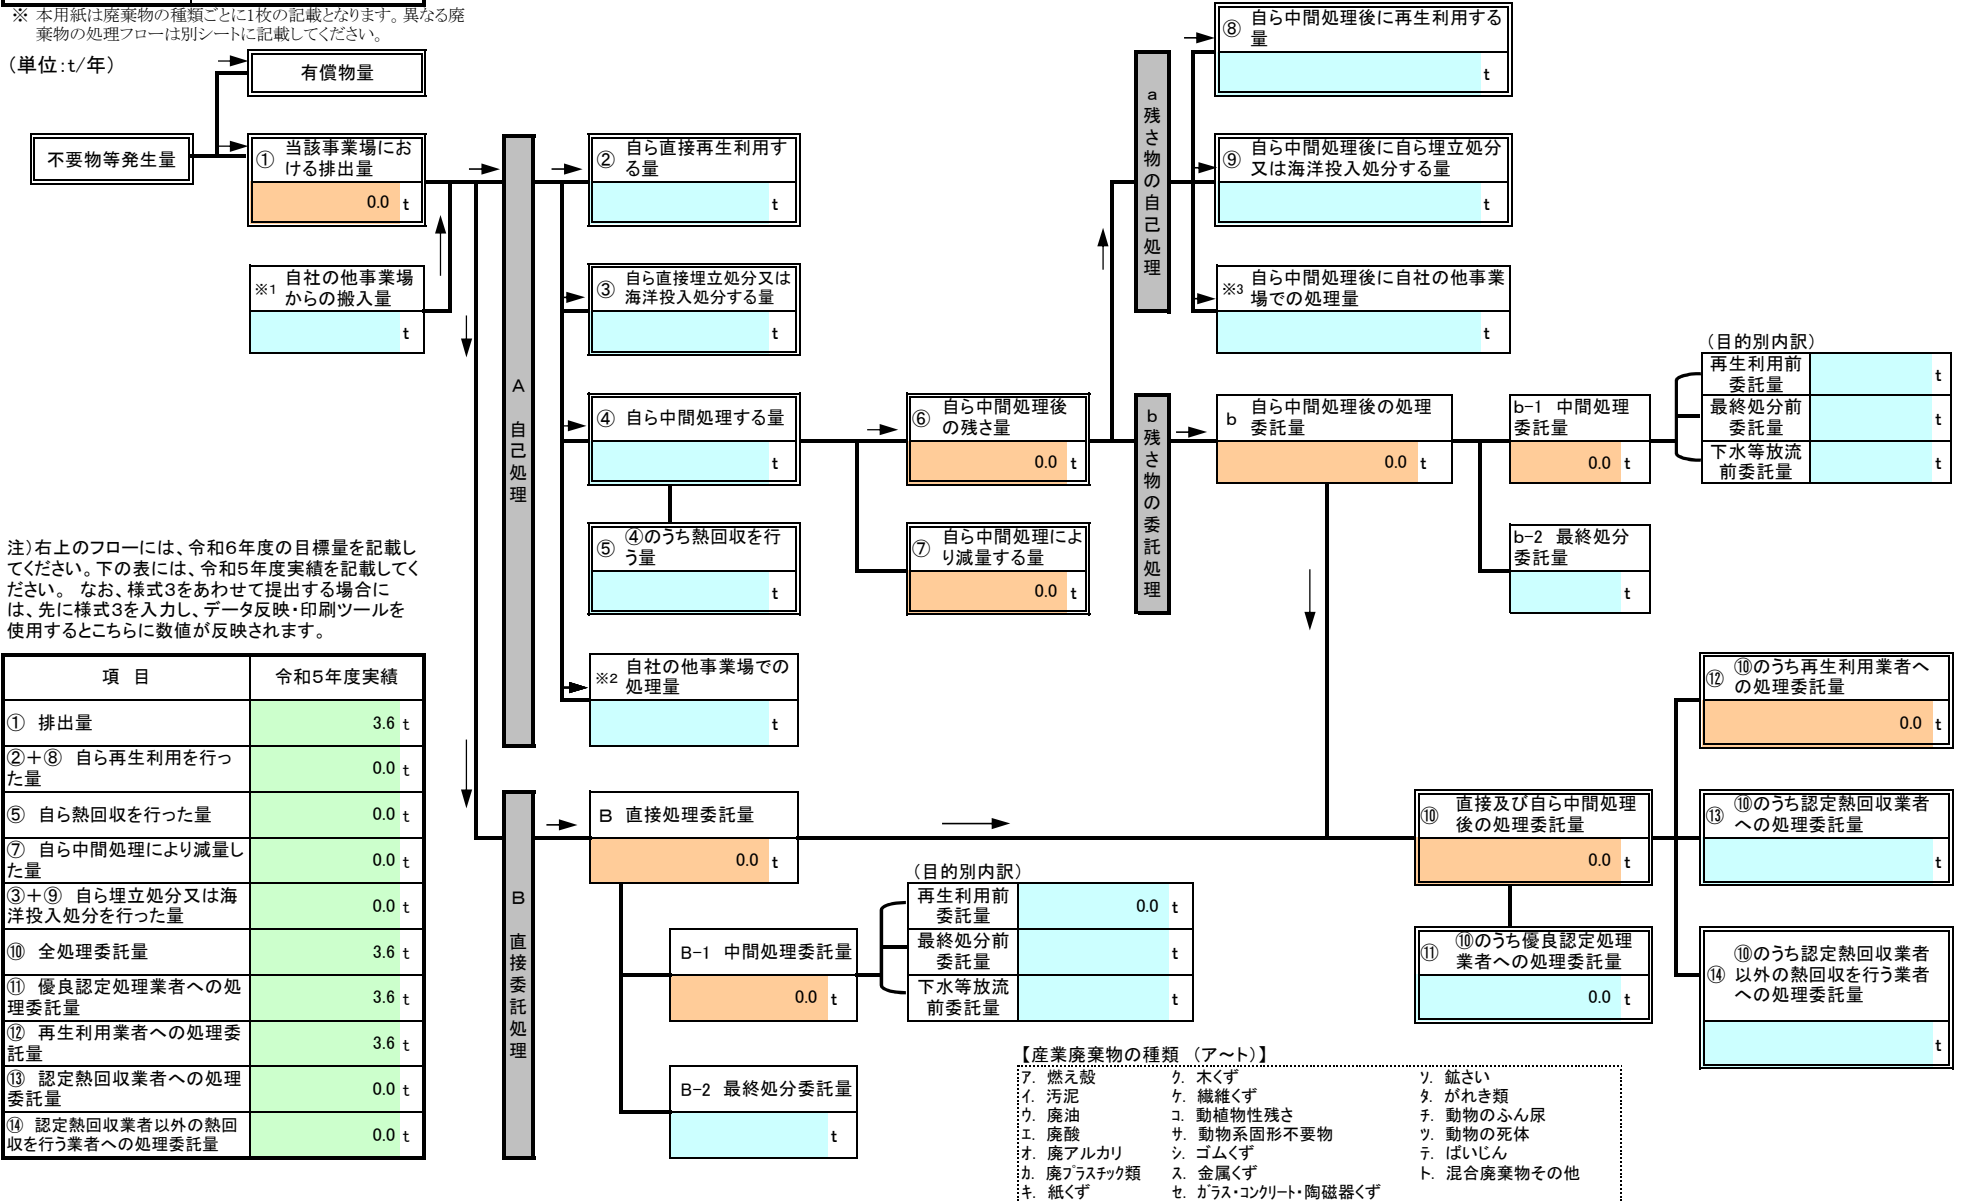 ※ 本用紙は廃棄物の種類ごとに1枚の記載となります。異なる廃
棄物の処理フローは別シートに記載してください。
（単位：t/年）
有償物量
不要物等発生量
① 当該事業場にお
ける排出量
0.0 t
※1 自社の他事業場
からの搬入量
t
A 自己処理
② 自ら直接再生利用す
る量
t
③ 自ら直接埋立処分又は
海洋投入処分する量
t
④ 自ら中間処理する量
t
⑤ ④のうち熱回収を行
う量
t
※2 自社の他事業場での
処理量
t
⑥ 自ら中間処理後
の残さ量
0.0 t
⑦ 自ら中間処理によ
り減量する量
0.0 t
a 残さ物の自己処理
⑧ 自ら中間処理後に再生利用する
量
t
⑨ 自ら中間処理後に自ら埋立処分
又は海洋投入処分する量
t
※3 自ら中間処理後に自社の他事業
場での処理量
t
b 残さ物の委託処理
b 自ら中間処理後の処理
委託量
0.0 t
b-1 中間処理
委託量
0.0 t
（目的別内訳）
再生利用前
委託量
t
最終処分前
委託量
t
下水等放流
前委託量
t
b-2 最終処分
委託量
t
注）右上のフローには、令和6年度の目標量を記載し
てください。下の表には、令和5年度実績を記載してく
ださい。 なお、様式3をあわせて提出する場合に
は、先に様式3を入力し、データ反映・印刷ツールを
使用するとこちらに数値が反映されます。
項 目 令和5年度実績
① 排出量 3.6 t
②＋⑧ 自ら再生利用を行っ
た量 0.0 t
⑤ 自ら熱回収を行った量 0.0 t
⑦ 自ら中間処理により減量し
た量 0.0 t
③＋⑨ 自ら埋立処分又は海
洋投入処分を行った量 0.0 t
⑩ 全処理委託量 3.6 t
⑪ 優良認定処理業者への処
理委託量 3.6 t
⑫ 再生利用業者への処理委
託量 3.6 t
⑬ 認定熱回収業者への処理
委託量 0.0 t
⑭ 認定熱回収業者以外の熱回
収を行う業者への処理委託量 0.0 t
B 直接委託処理
B 直接処理委託量
0.0 t
B-1 中間処理委託量
0.0 t
（目的別内訳）
再生利用前
委託量
0.0 t
最終処分前
委託量
t
下水等放流
前委託量
t
B-2 最終処分委託量
t
⑩ 直接及び自ら中間処理
後の処理委託量
0.0 t
⑪ ⑩のうち優良認定処理
業者への処理委託量
0.0 t
⑫ ⑩のうち再生利用業者へ
の処理委託量
0.0 t
⑬ ⑩のうち認定熱回収業者
への処理委託量
t
⑭ ⑩のうち認定熱回収業者
以外の熱回収を行う業者
への処理委託量
t
【産業廃棄物の種類 （ア～ト）】
ア. 燃え殻 ク. 木くず ソ. 鉱さい
イ. 汚泥 ケ. 繊維くず タ. がれき類
ウ. 廃油 コ. 動植物性残さ チ. 動物のふん尿
エ. 廃酸 サ. 動物系固形不要物 ツ. 動物の死体
オ. 廃アルカリ シ. ゴムくず テ. ばいじん
カ. 廃プラスチック類 ス. 金属くず ト. 混合廃棄物その他
キ. 紙くず セ. ガラス・コンクリート・陶磁器くず